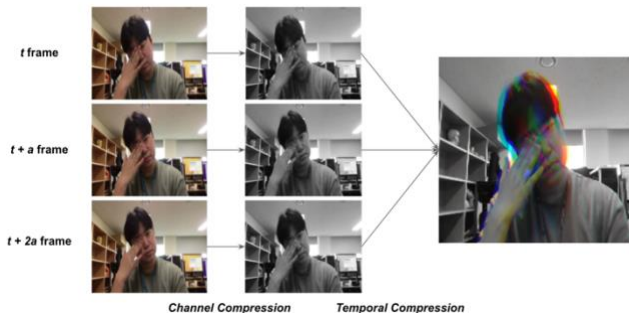 t frame
t + a frame
t + 2a frame
Channel Compression
Temporal Compression